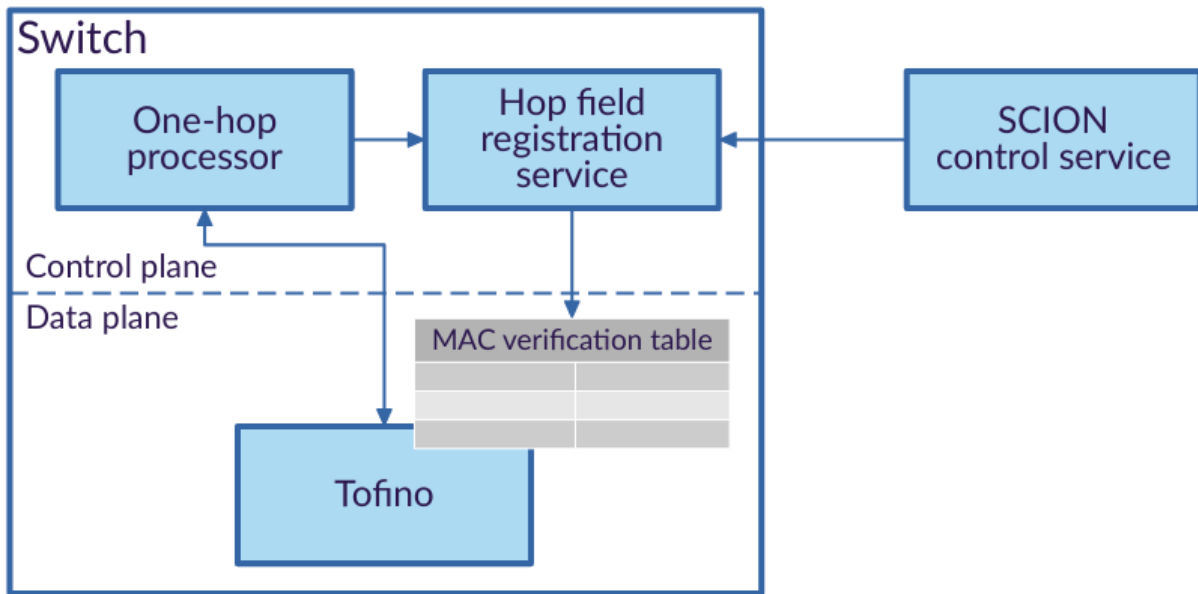 Switch
One-hop
processor
Hop field
registration
service
SCION
control service
Control plane
Data plane
MAC verification table
Tofino